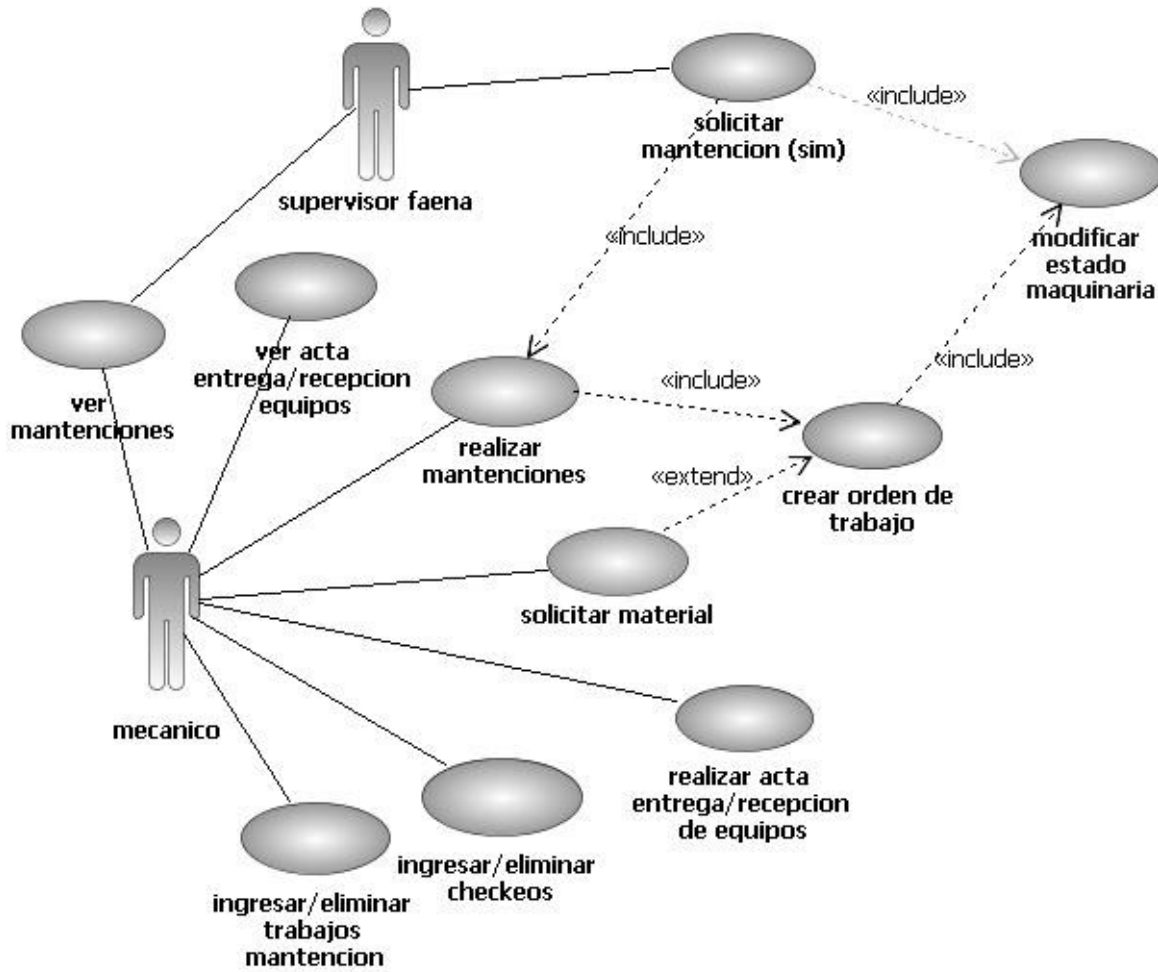 «include»
solicitar
mantencion (sim)
supervisor faena
«include»
modificar
estado
maquinaria
ver acta
entrega/recepcion
equipos
ver
mantenciones
«include»
«include»
realizar
mantenciones
«extend»
crear orden de
trabajo
solicitar material
mecanico
realizar acta
entrega/recepcion
de equipos
ingresar/eliminar
checkeos
ingresar/eliminar
trabajos
mantencion